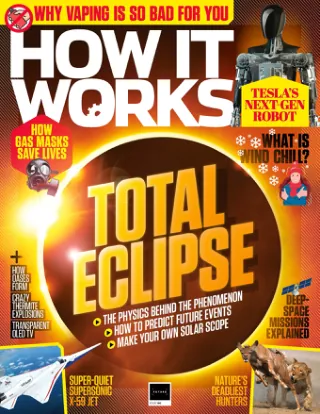 WHY VAPING IS SO BAD FOR YOU
HOW IT
WORKS
TESLA'S
NEXT-GEN
ROBOT
HOW
GAS MASKS
SAVE LIVES
WHAT IS
WIND CHILL?
TOTAL
ECLIPSE
THE PHYSICS BEHIND THE PHENOMENON
HOW TO PREDICT FUTURE EVENTS
MAKE YOUR OWN SOLAR SCOPE
+
HOW
OASES
FORM
CRAZY
THERMITE
EXPLOSIONS
TRANSPARENT
OLED TV
DEEP-
SPACE
MISSIONS
EXPLAINED
SUPER-QUIET
SUPERSONIC
X-59 JET
FUTURE
NATURE'S
DEADLIEST
HUNTERS